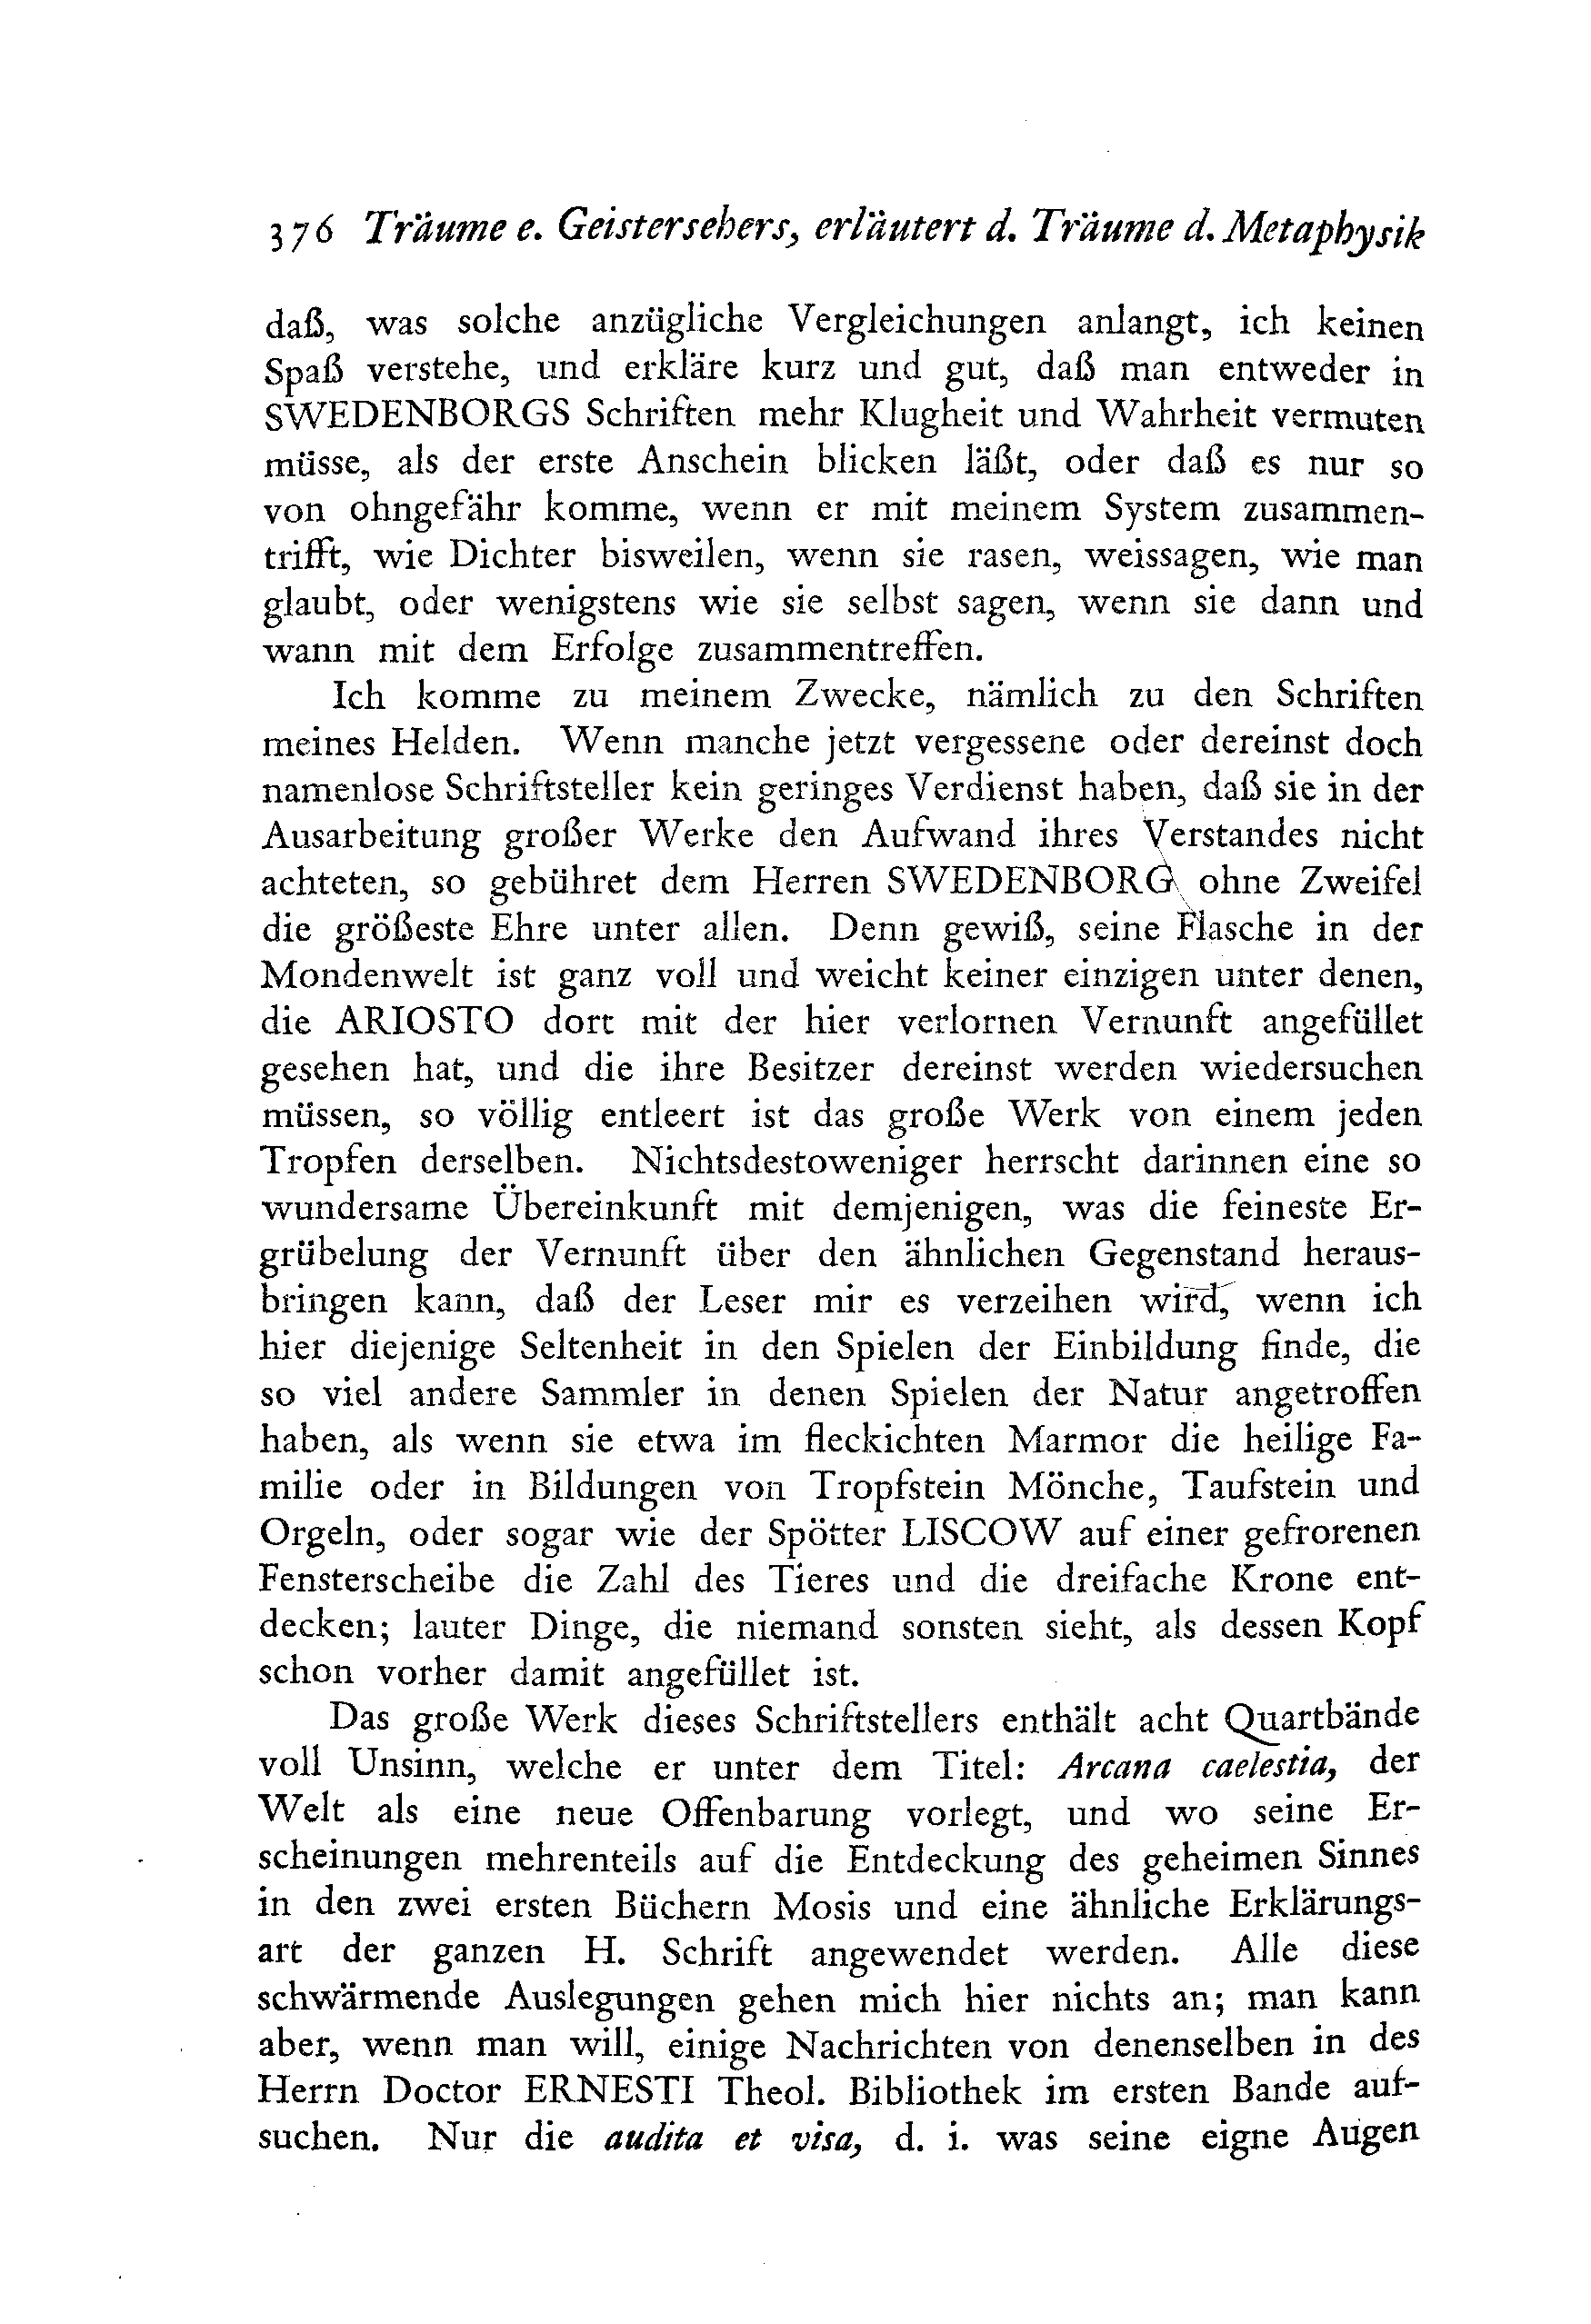 376 Träume e. Geistersehers, erläutert d. Träume d. Metaphysik
daß, was solche anzügliche Vergleichungen anlangt, ich keinen
Spaß verstehe, und erkläre kurz und gut, daß man entweder in
SWEDENBORGS Schriften mehr Klugheit und Wahrheit vermuten
müsse, als der erste Anschein blicken läßt, oder daß es nur so
von ohngefähr komme, wenn er mit meinem System zusammen-
trifft, wie Dichter bisweilen, wenn sie rasen, weissagen, wie man
glaubt, oder wenigstens wie sie selbst sagen, wenn sie dann und
wann mit dem Erfolge zusammentreffen.
Ich komme zu meinem Zwecke, nämlich zu den Schriften
meines Helden. Wenn manche jetzt vergessene oder dereinst doch
namenlose Schriftsteller kein geringes Verdienst haben, daß sie in der
Ausarbeitung großer Werke den Aufwand ihres Verstandes nicht
achteten, so gebühret dem Herren SWEDENBORG ohne Zweifel
die größeste Ehre unter allen. Denn gewiß, seine Flasche in der
Mondenwelt ist ganz voll und weicht keiner einzigen unter denen,
die ARIOSTO dort mit der hier verlornen Vernunft angefüllet
gesehen hat, und die ihre Besitzer dereinst werden wiedersuchen
müssen, so völlig entleert ist das große Werk von einem jeden
Tropfen derselben. Nichtsdestoweniger herrscht darinnen eine so
wundersame Übereinkunft mit demjenigen, was die feineste Er-
grübelung der Vernunft über den ähnlichen Gegenstand heraus-
bringen kann, daß der Leser mir es verzeihen wird, wenn ich
hier diejenige Seltenheit in den Spielen der Einbildung finde, die
so viel andere Sammler in denen Spielen der Natur angetroffen
haben, als wenn sie etwa im fleckichten Marmor die heilige Fa-
milie oder in Bildungen von Tropfstein Mönche, Taufstein und
Orgeln, oder sogar wie der Spötter LISCOW auf einer gefrorenen
Fensterscheibe die Zahl des Tieres und die dreifache Krone ent-
decken; lauter Dinge, die niemand sonsten sieht, als dessen Kopf
schon vorher damit angefüllet ist.
Das große Werk dieses Schriftstellers enthält acht Quartbände
voll Unsinn, welche er unter dem Titel: Arcana caelestia, der
Welt als eine neue Offenbarung vorlegt, und wo seine Er-
scheinungen mehrenteils auf die Entdeckung des geheimen Sinnes
in den zwei ersten Büchern Mosis und eine ähnliche Erklärungs-
art der ganzen H. Schrift angewendet werden. Alle diese
schwärmende Auslegungen gehen mich hier nichts an; man kann
aber, wenn man will, einige Nachrichten von denenselben in des
Herrn Doctor ERNESTI Theol. Bibliothek im ersten Bande auf-
suchen. Nur die audita et visa, d. i. was seine eigne Augen